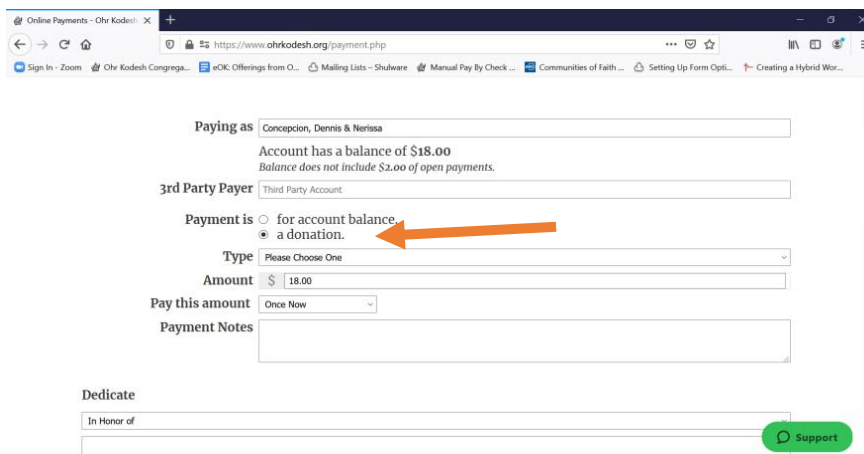 Online Payments - Ohr Kodesh
https://www.ohrkodesh.org/payment.php
Sign In - Zoom Ohr Kodesh Congrega... eOK: Offerings from O... Mailing Lists – Shulware Manual Pay By Check ... Communities of Faith ... Setting Up Form Opti... Creating a Hybrid Wor...
Paying as Concepcion, Dennis & Nerissa
Account has a balance of $18.00
Balance does not include $2.00 of open payments.
3rd Party Payer Third Party Account
Payment is for account balance.
a donation.
Type Please Choose One
Amount $ 18.00
Pay this amount Once Now
Payment Notes
Dedicate
In Honor of
Support